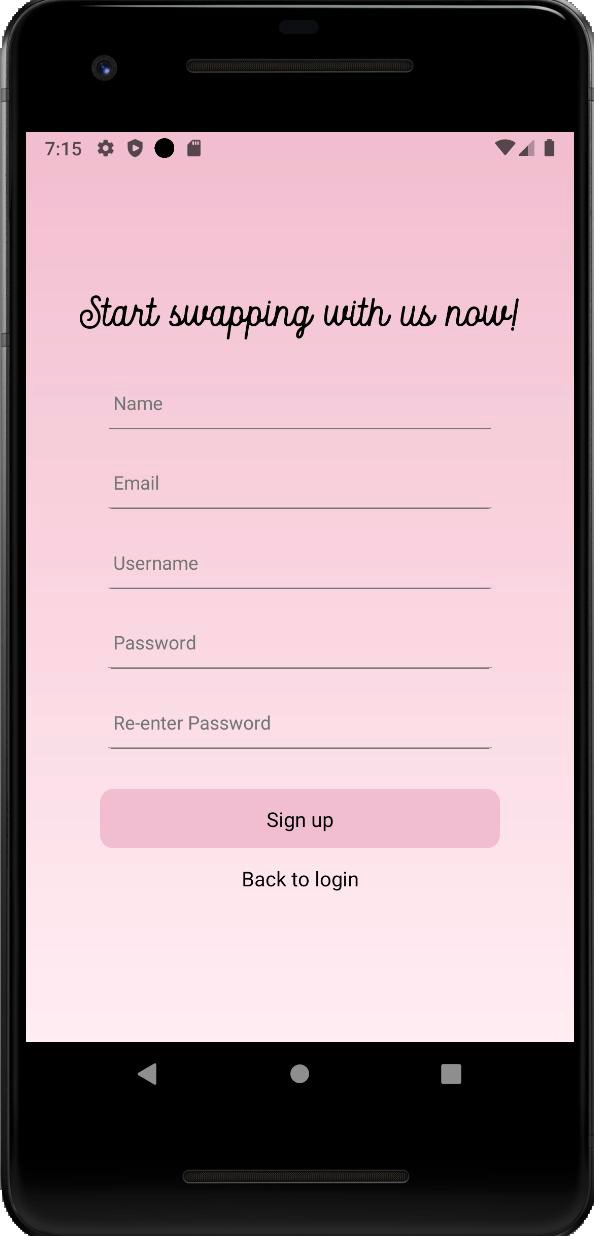 7:15
Start swapping with us now!
Name
Email
Username
Password
Re-enter Password
Sign up
Back to login